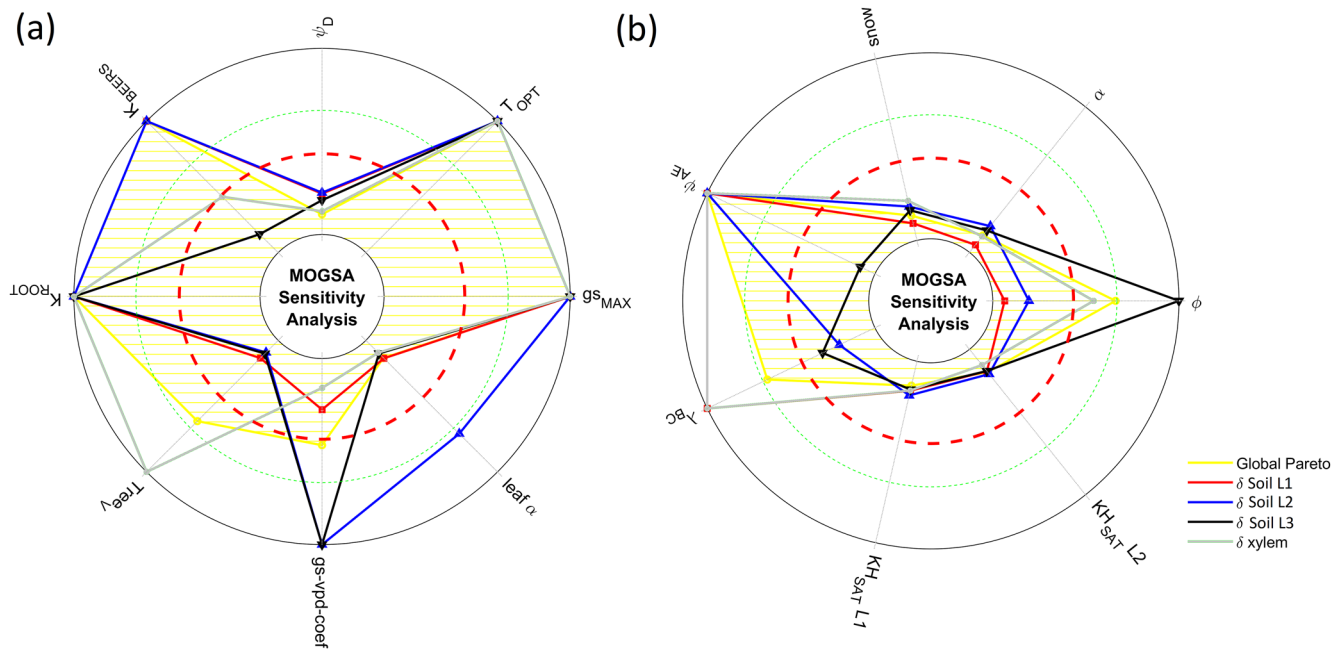 (a)
ψD
TOPT
gsMAX
leaf α
gs-vpd-coef
TreeV
KROOT
KBEERS
MOGSA
Sensitivity
Analysis
(b)
snow
α
ϕ
KHSAT L2
KHSAT L1
λBC
ψAE
MOGSA
Sensitivity
Analysis
Global Pareto
δ Soil L1
δ Soil L2
δ Soil L3
δ xylem